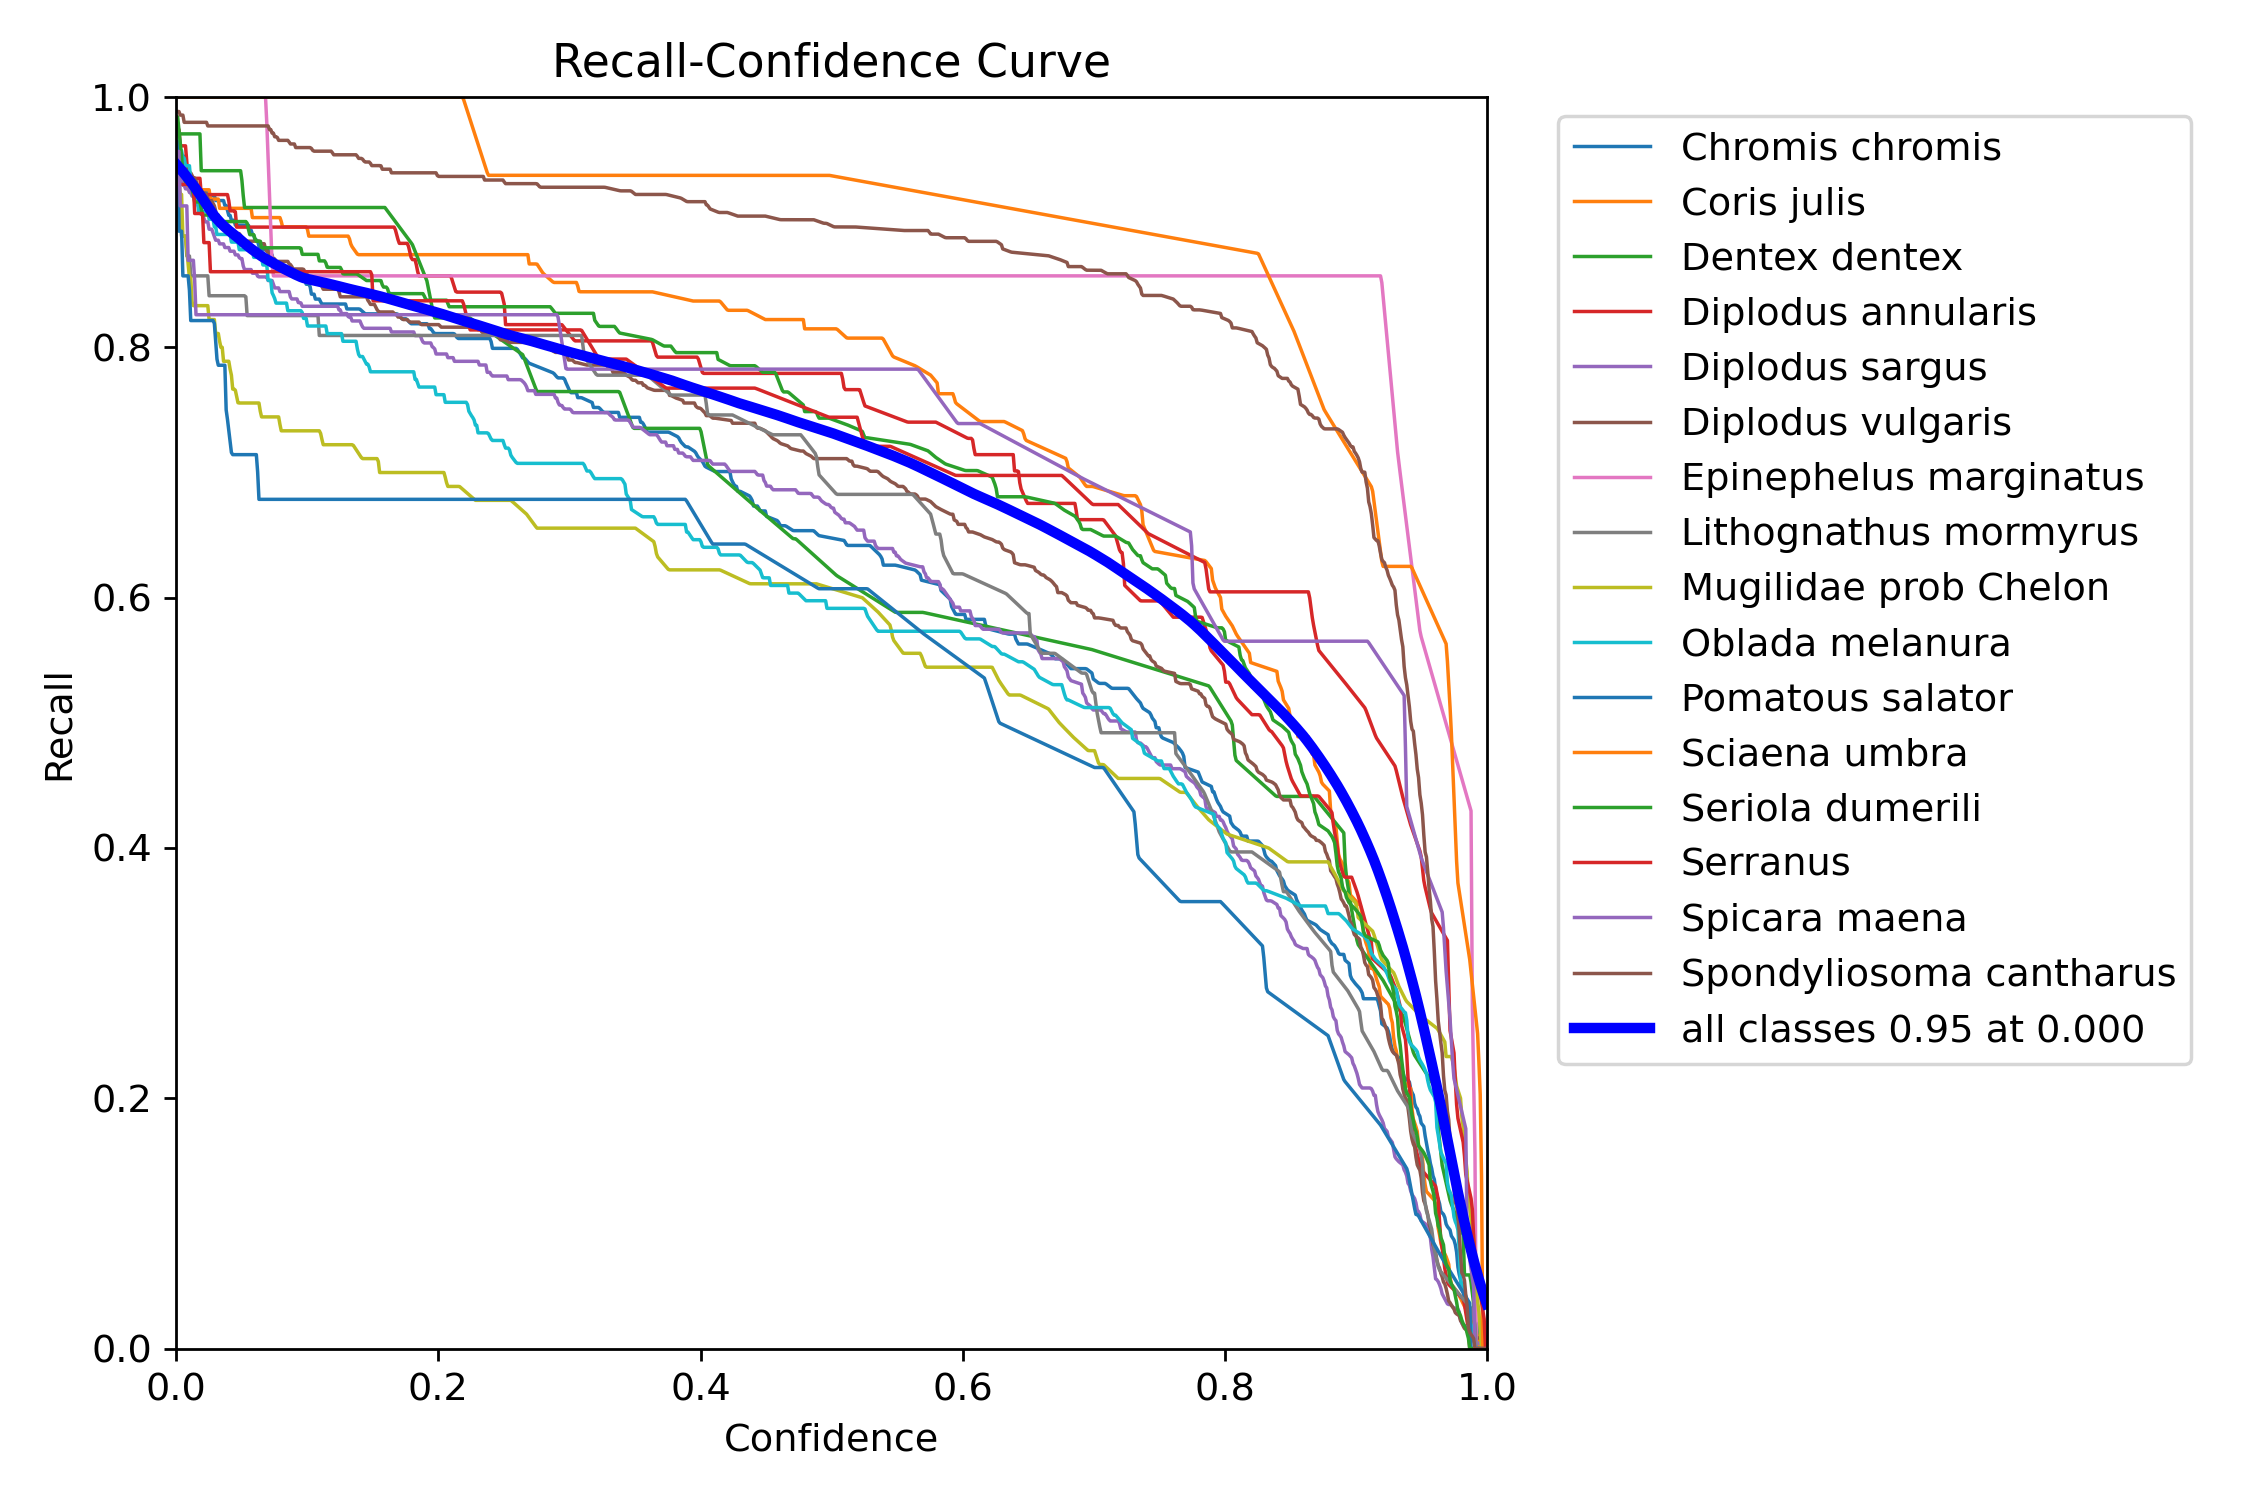 Recall-Confidence Curve
1.0
0.8
0.6
0.4
0.2
0.0
Recall
0.0 0.2 0.4 0.6 0.8 1.0
Confidence
Chromis chromis
Coris julis
Dentex dentex
Diplodus annularis
Diplodus sargus
Diplodus vulgaris
Epinephelus marginatus
Lithognathus mormyrus
Mugilidae prob Chelon
Oblada melanura
Pomatous salator
Sciaena umbra
Seriola dumerili
Serranus
Spicara maena
Spondyliosoma cantharus
all classes 0.95 at 0.000